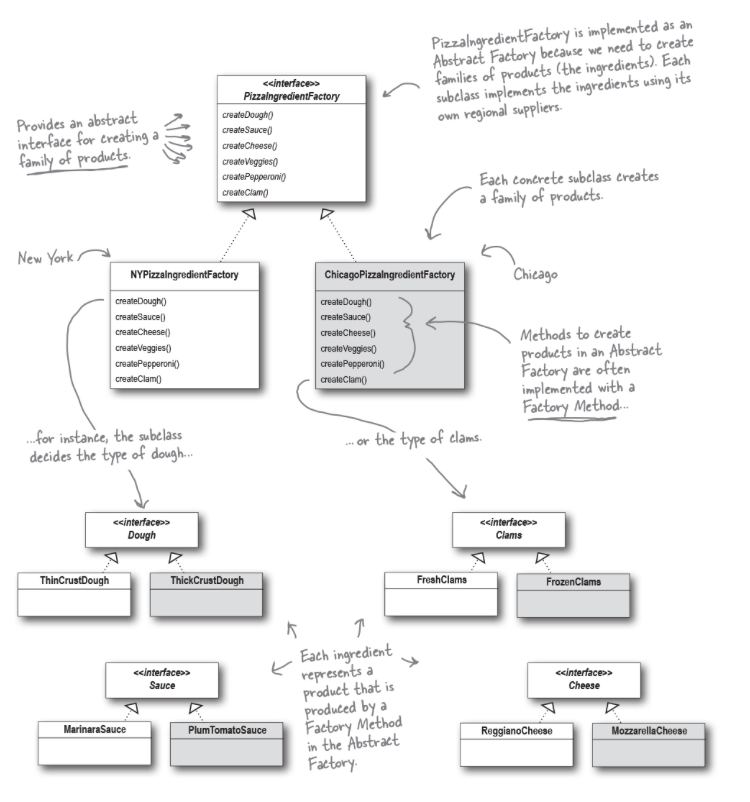 PizzaIngredientFactory is implemented as an
Abstract Factory because we need to create
families of products (the ingredients). Each
subclass implements the ingredients using its
own regional suppliers.
<<interface>>
PizzaIngredientFactory
createDough()
createSauce()
createCheese()
createVeggies()
createPepperoni()
createClam()
Provides an abstract
interface for creating a
family of products.
Each concrete subclass creates
a family of products.
New York
NYPizzaIngredientFactory
createDough()
createSauce()
createCheese()
createVeggies()
createPepperoni()
createClam()
ChicagoPizzaIngredientFactory
createDough()
createSauce()
createCheese()
createVeggies()
createPepperoni()
createClam()
Chicago
Methods to create
products in an Abstract
Factory are often
implemented with a
Factory Method...
...for instance, the subclass
decides the type of dough...
...or the type of clams.
<<interface>>
Dough
ThinCrustDough
ThickCrustDough
<<interface>>
Clams
FreshClams
FrozenClams
Each ingredient
represents a
product that is
produced by a
Factory Method
in the Abstract
Factory.
<<interface>>
Sauce
MarinaraSauce
PlumTomatoSauce
<<interface>>
Cheese
ReggianoCheese
MozzarellaCheese